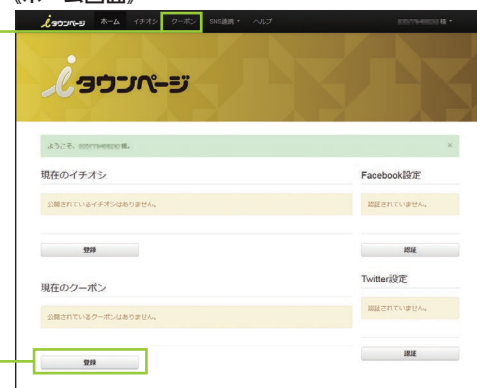 《ホーム画面》
iタウンページ ホーム イチオシ クーポン SNS連携 ヘルプ 様
iタウンページ
ようこそ、 様。 ×
現在のイチオシ
Facebook設定
公開されているイチオシはありません。
認証されていません。
登録
認証
現在のクーポン
Twitter設定
公開されているクーポンはありません。
認証されていません。
登録
認証